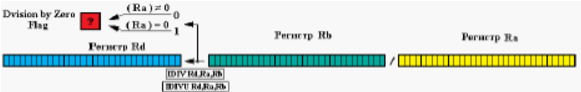 Dvision by Zero
Flag
?
(Ra)≠0 0
(Ra)=0 1
Регистр Rd
Регистр Rb
Регистр Ra
/
IDIV Rd,Ra,Rb
IDIVU Rd,Ra,Rb